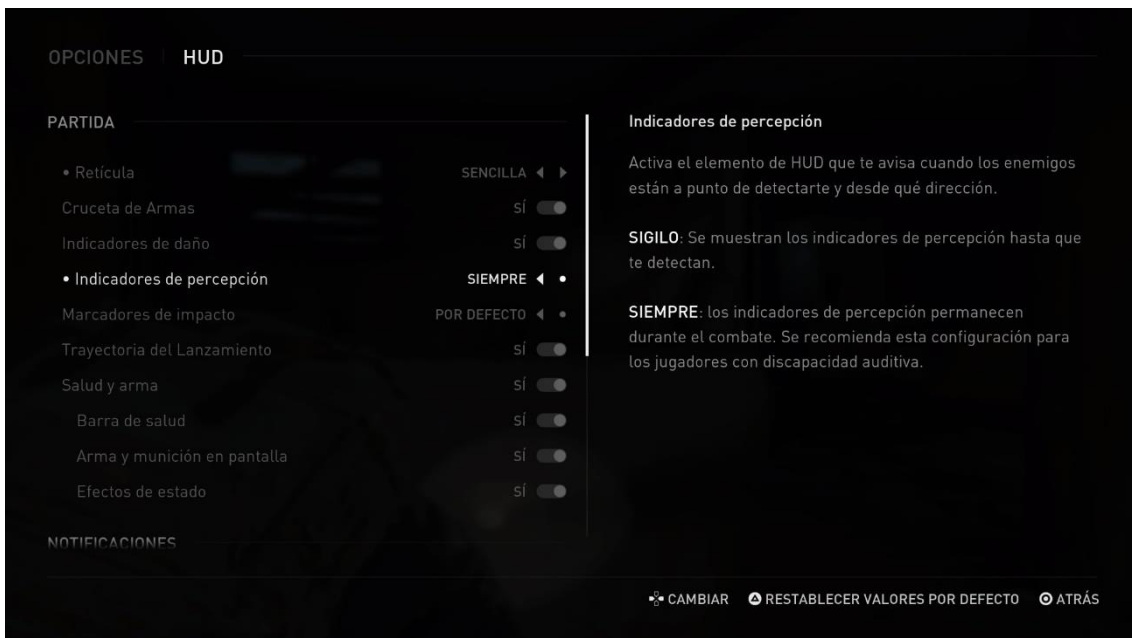 OPCIONES HUD
PARTIDA
• Retícula SENCILLA
Cruceta de Armas SÍ
Indicadores de daño SÍ
• Indicadores de percepción SIEMPRE
Marcadores de impacto POR DEFECTO
Trayectoria del Lanzamiento SÍ
Salud y arma SÍ
Barra de salud SÍ
Arma y munición en pantalla SÍ
Efectos de estado SÍ
NOTIFICACIONES
Indicadores de percepción
Activa el elemento de HUD que te avisa cuando los enemigos
están a punto de detectarte y desde qué dirección.
SIGILO: Se muestran los indicadores de percepción hasta que
te detectan.
SIEMPRE: los indicadores de percepción permanecen
durante el combate. Se recomienda esta configuración para
los jugadores con discapacidad auditiva.
CAMBIAR RESTABLECER VALORES POR DEFECTO ATRÁS